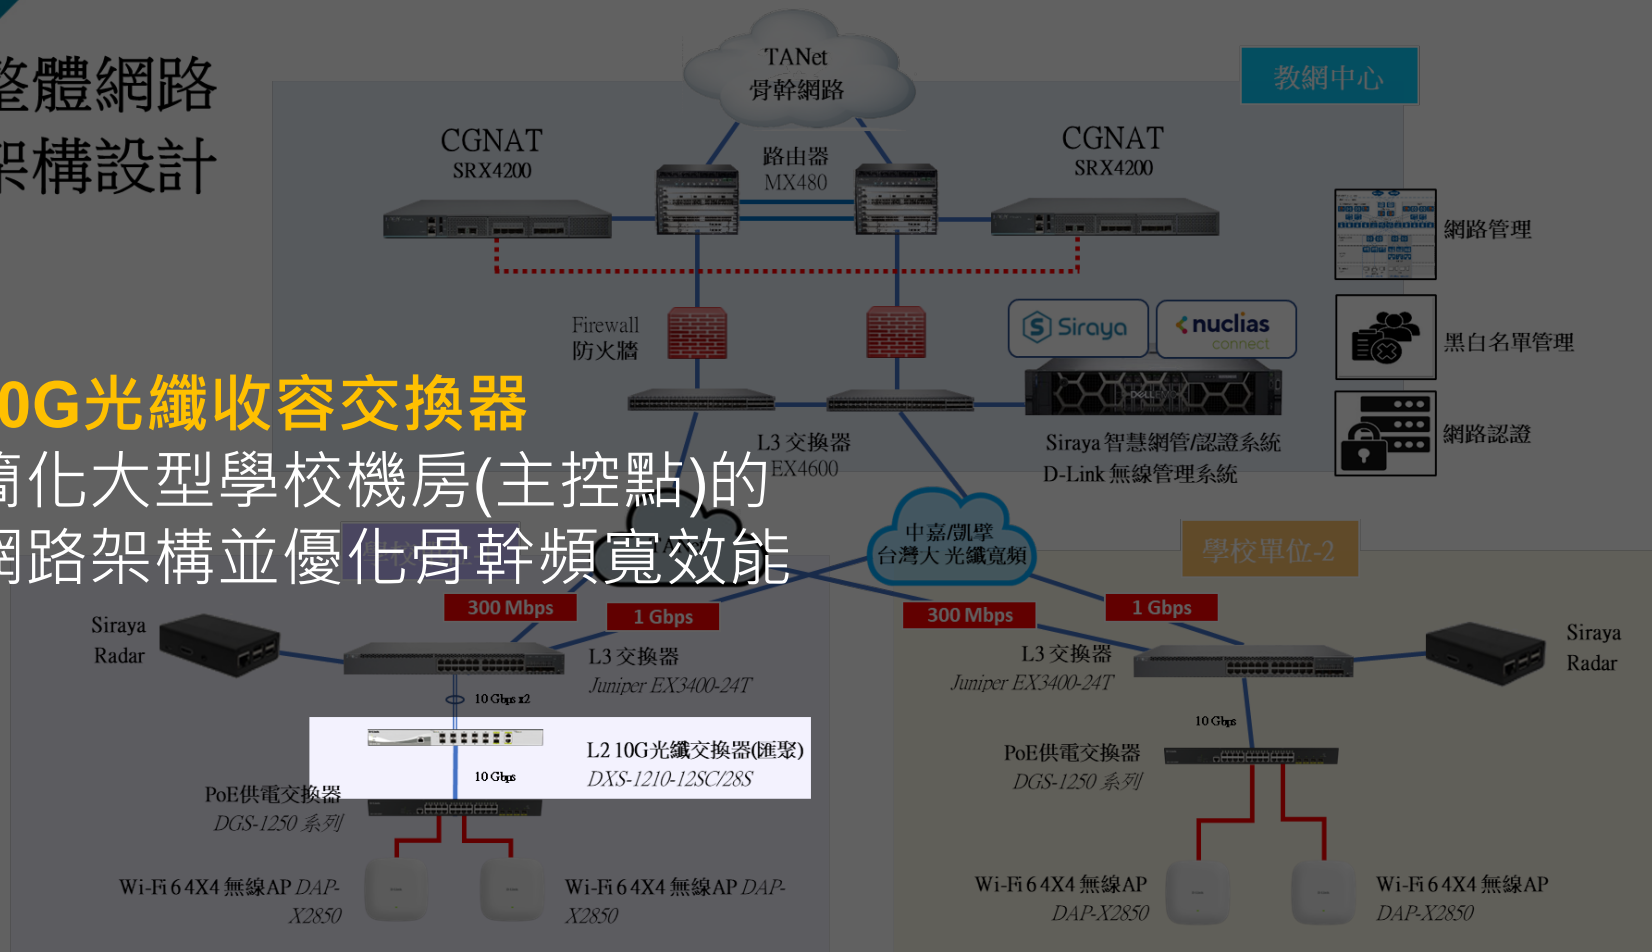 整體網路
架構設計
TANet
骨幹網路
教網中心
CGNAT
SRX4200
路由器
MX480
CGNAT
SRX4200
網路管理
Firewall
防火牆
Siraya
nuclias
connect
黑白名單管理
L3 交換器
EX4600
Siraya 智慧網管/認證系統
D-Link 無線管理系統
網路認證
0G光纖收容交換器
簡化大型學校機房(主控點)的
網路架構並優化骨幹頻寬效能
中嘉/凱擘
台灣大 光纖寬頻
學校單位-2
300 Mbps
1 Gbps
300 Mbps
1 Gbps
Siraya
Radar
L3 交換器
Juniper EX3400-24T
L3 交換器
Juniper EX3400-24T
Siraya
Radar
10 Gbps x2
10 Gbps
L2 10G光纖交換器(匯聚)
DXS-1210-12SC/28S
10 Gbps
PoE供電交換器
DGS-1250 系列
PoE供電交換器
DGS-1250 系列
Wi-Fi 6 4X4 無線AP DAP-
X2850
Wi-Fi 6 4X4 無線AP DAP-
X2850
Wi-Fi 6 4X4 無線AP
DAP-X2850
Wi-Fi 6 4X4 無線AP
DAP-X2850